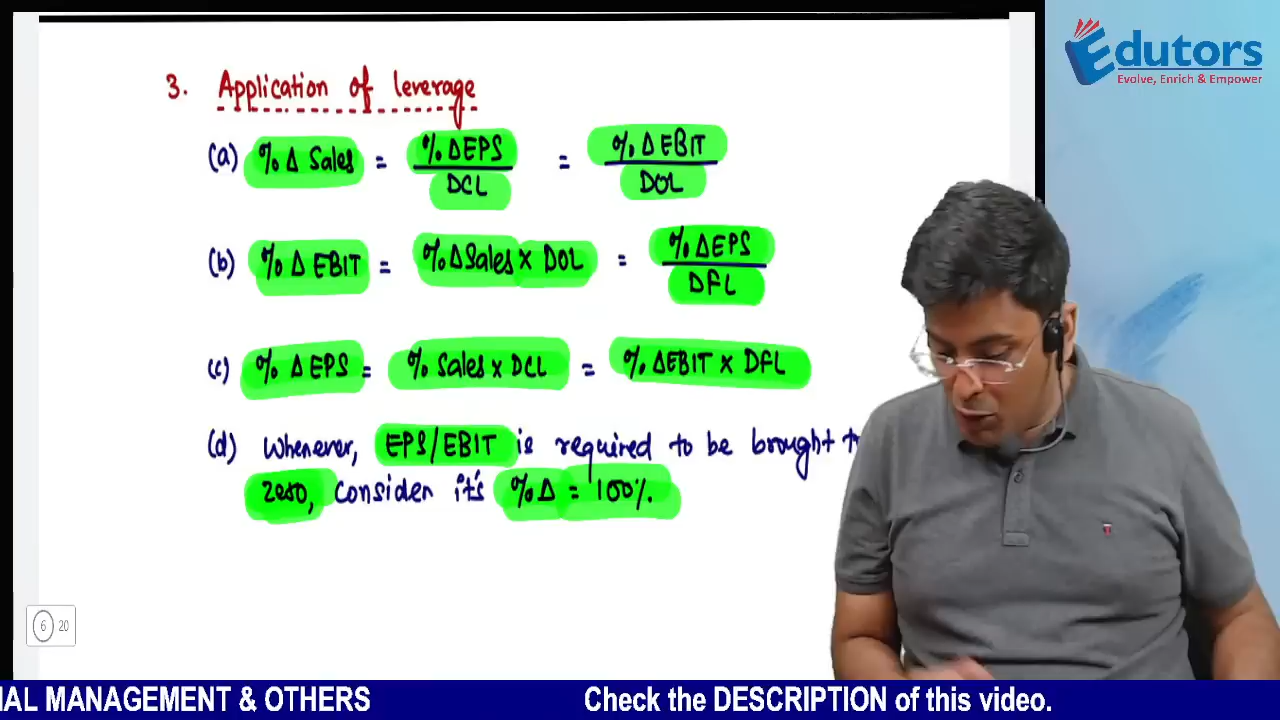 3. Application of leverage
(a) % Δ Sales = % ΔEPS / DCL = % ΔEBIT / DOL
(b) % Δ EBIT = % ΔSales × DOL = % ΔEPS / DFL
(c) % Δ EPS = % Sales × DCL = % ΔEBIT × DFL
(d) Whenever, EPS/EBIT is required to be brought
zero, Consider it's % Δ = 100%.
6 20
Edutors
Evolve, Enrich & Empower
IAL MANAGEMENT & OTHERS Check the DESCRIPTION of this video.